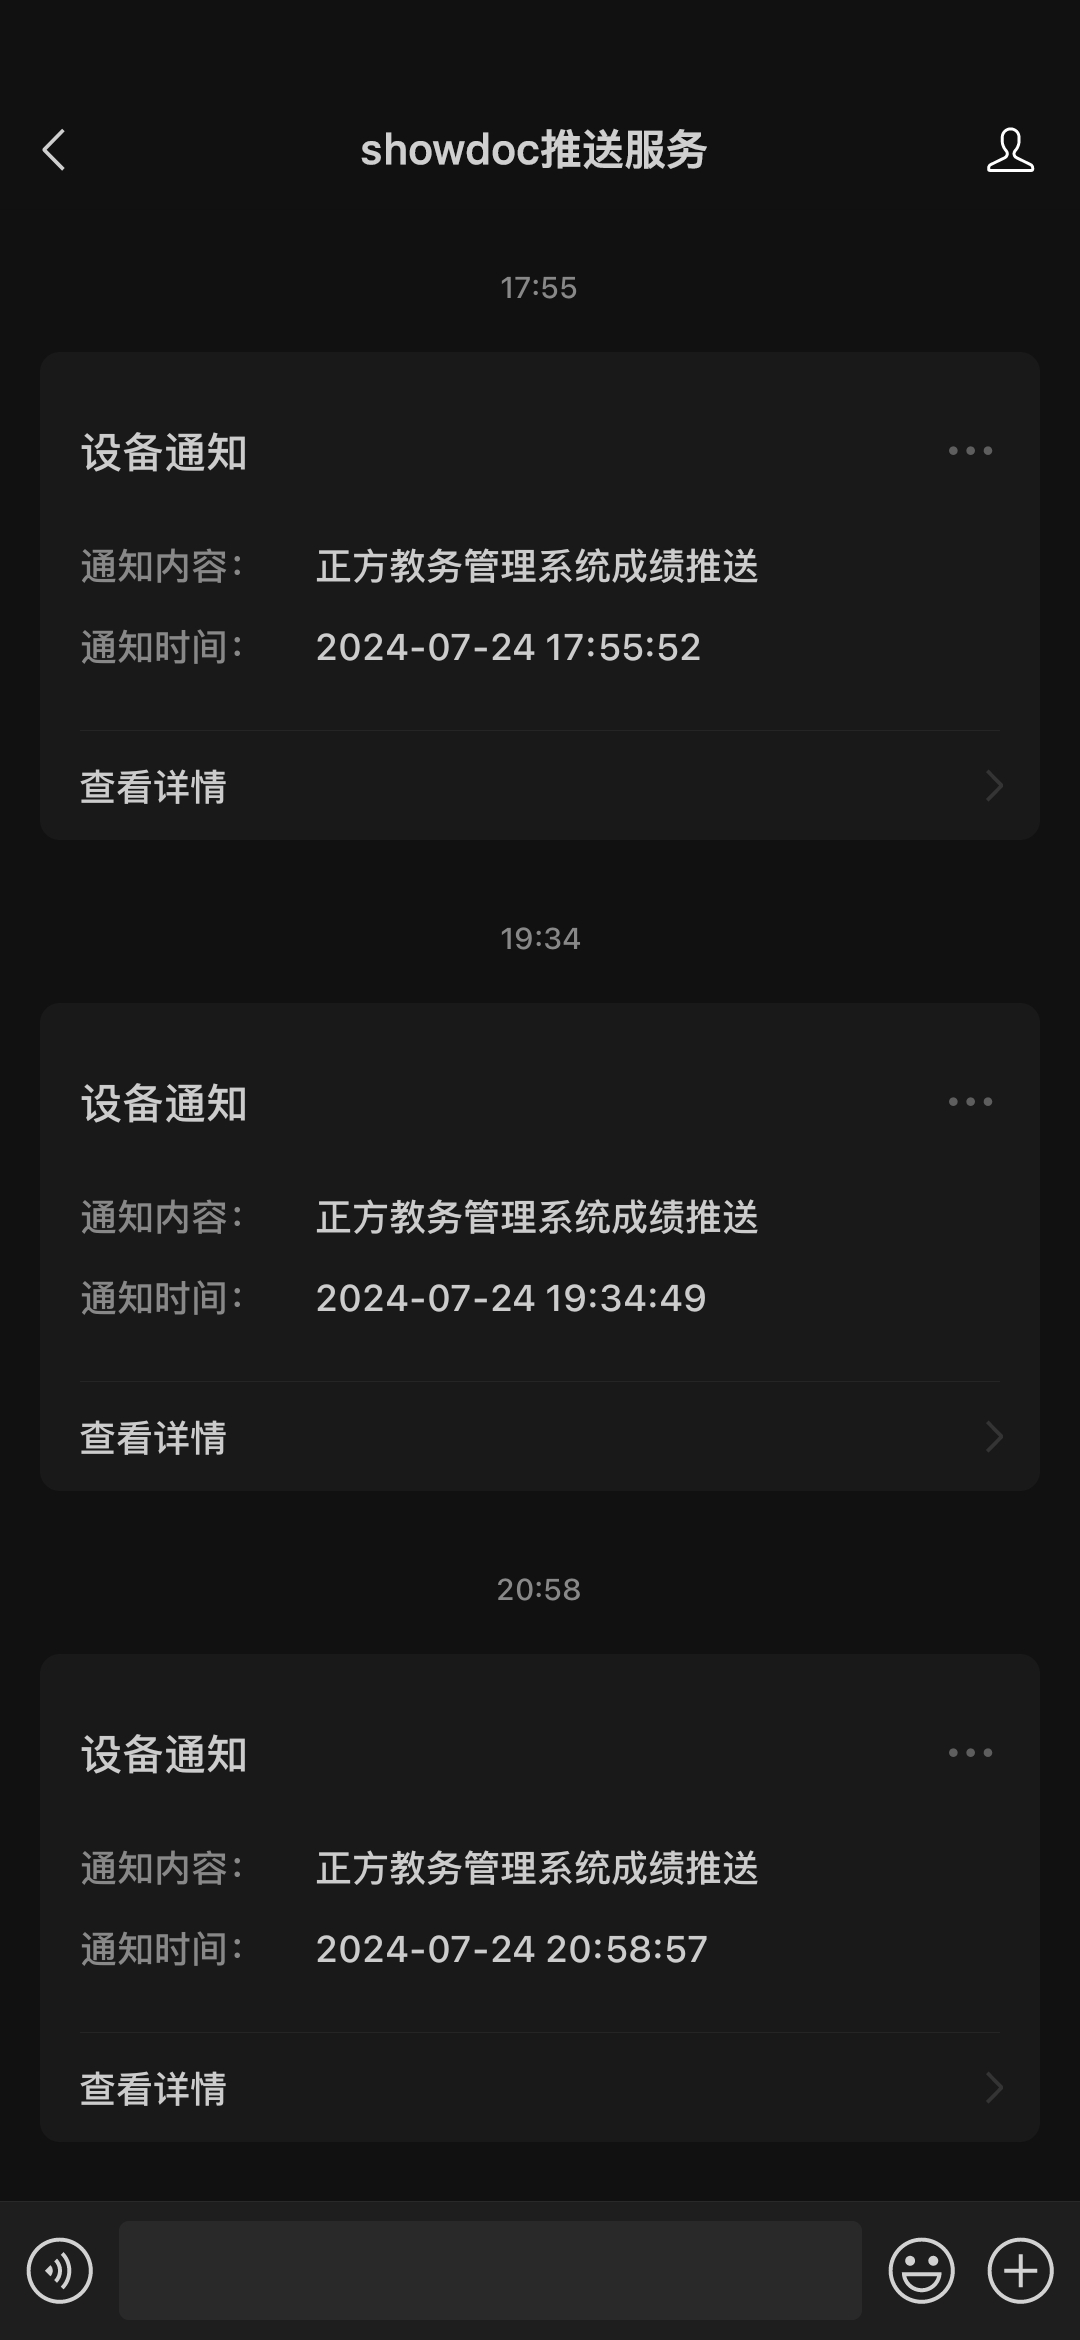 showdoc推送服务
17:55
设备通知
通知内容： 正方教务管理系统成绩推送
通知时间： 2024-07-24 17:55:52
查看详情
19:34
设备通知
通知内容： 正方教务管理系统成绩推送
通知时间： 2024-07-24 19:34:49
查看详情
20:58
设备通知
通知内容： 正方教务管理系统成绩推送
通知时间： 2024-07-24 20:58:57
查看详情